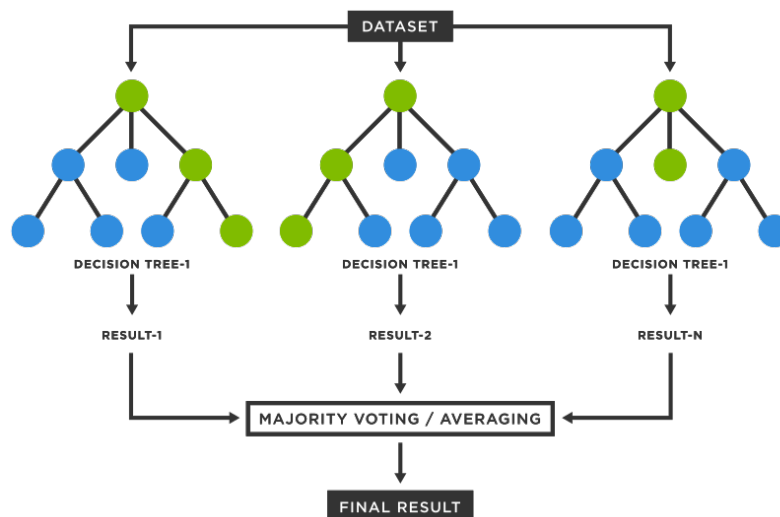 DATASET
DECISION TREE-1
DECISION TREE-1
DECISION TREE-1
RESULT-1
RESULT-2
RESULT-N
MAJORITY VOTING / AVERAGING
FINAL RESULT